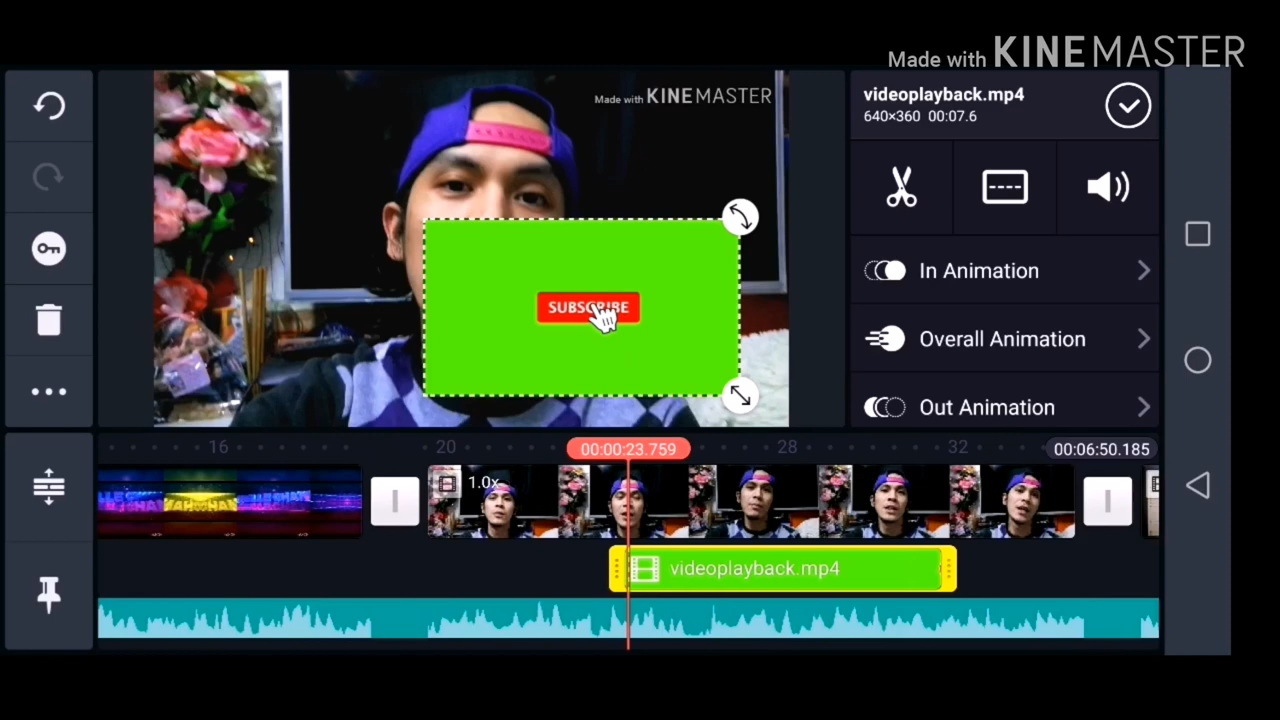 Made with KINEMASTER
videoplayback.mp4
640×360 00:07.6
Made with KINEMASTER
SUBSCRIBE
In Animation
Overall Animation
Out Animation
16
20
00:00:23.759
28
32
00:06:50.185
1.0x
videoplayback.mp4